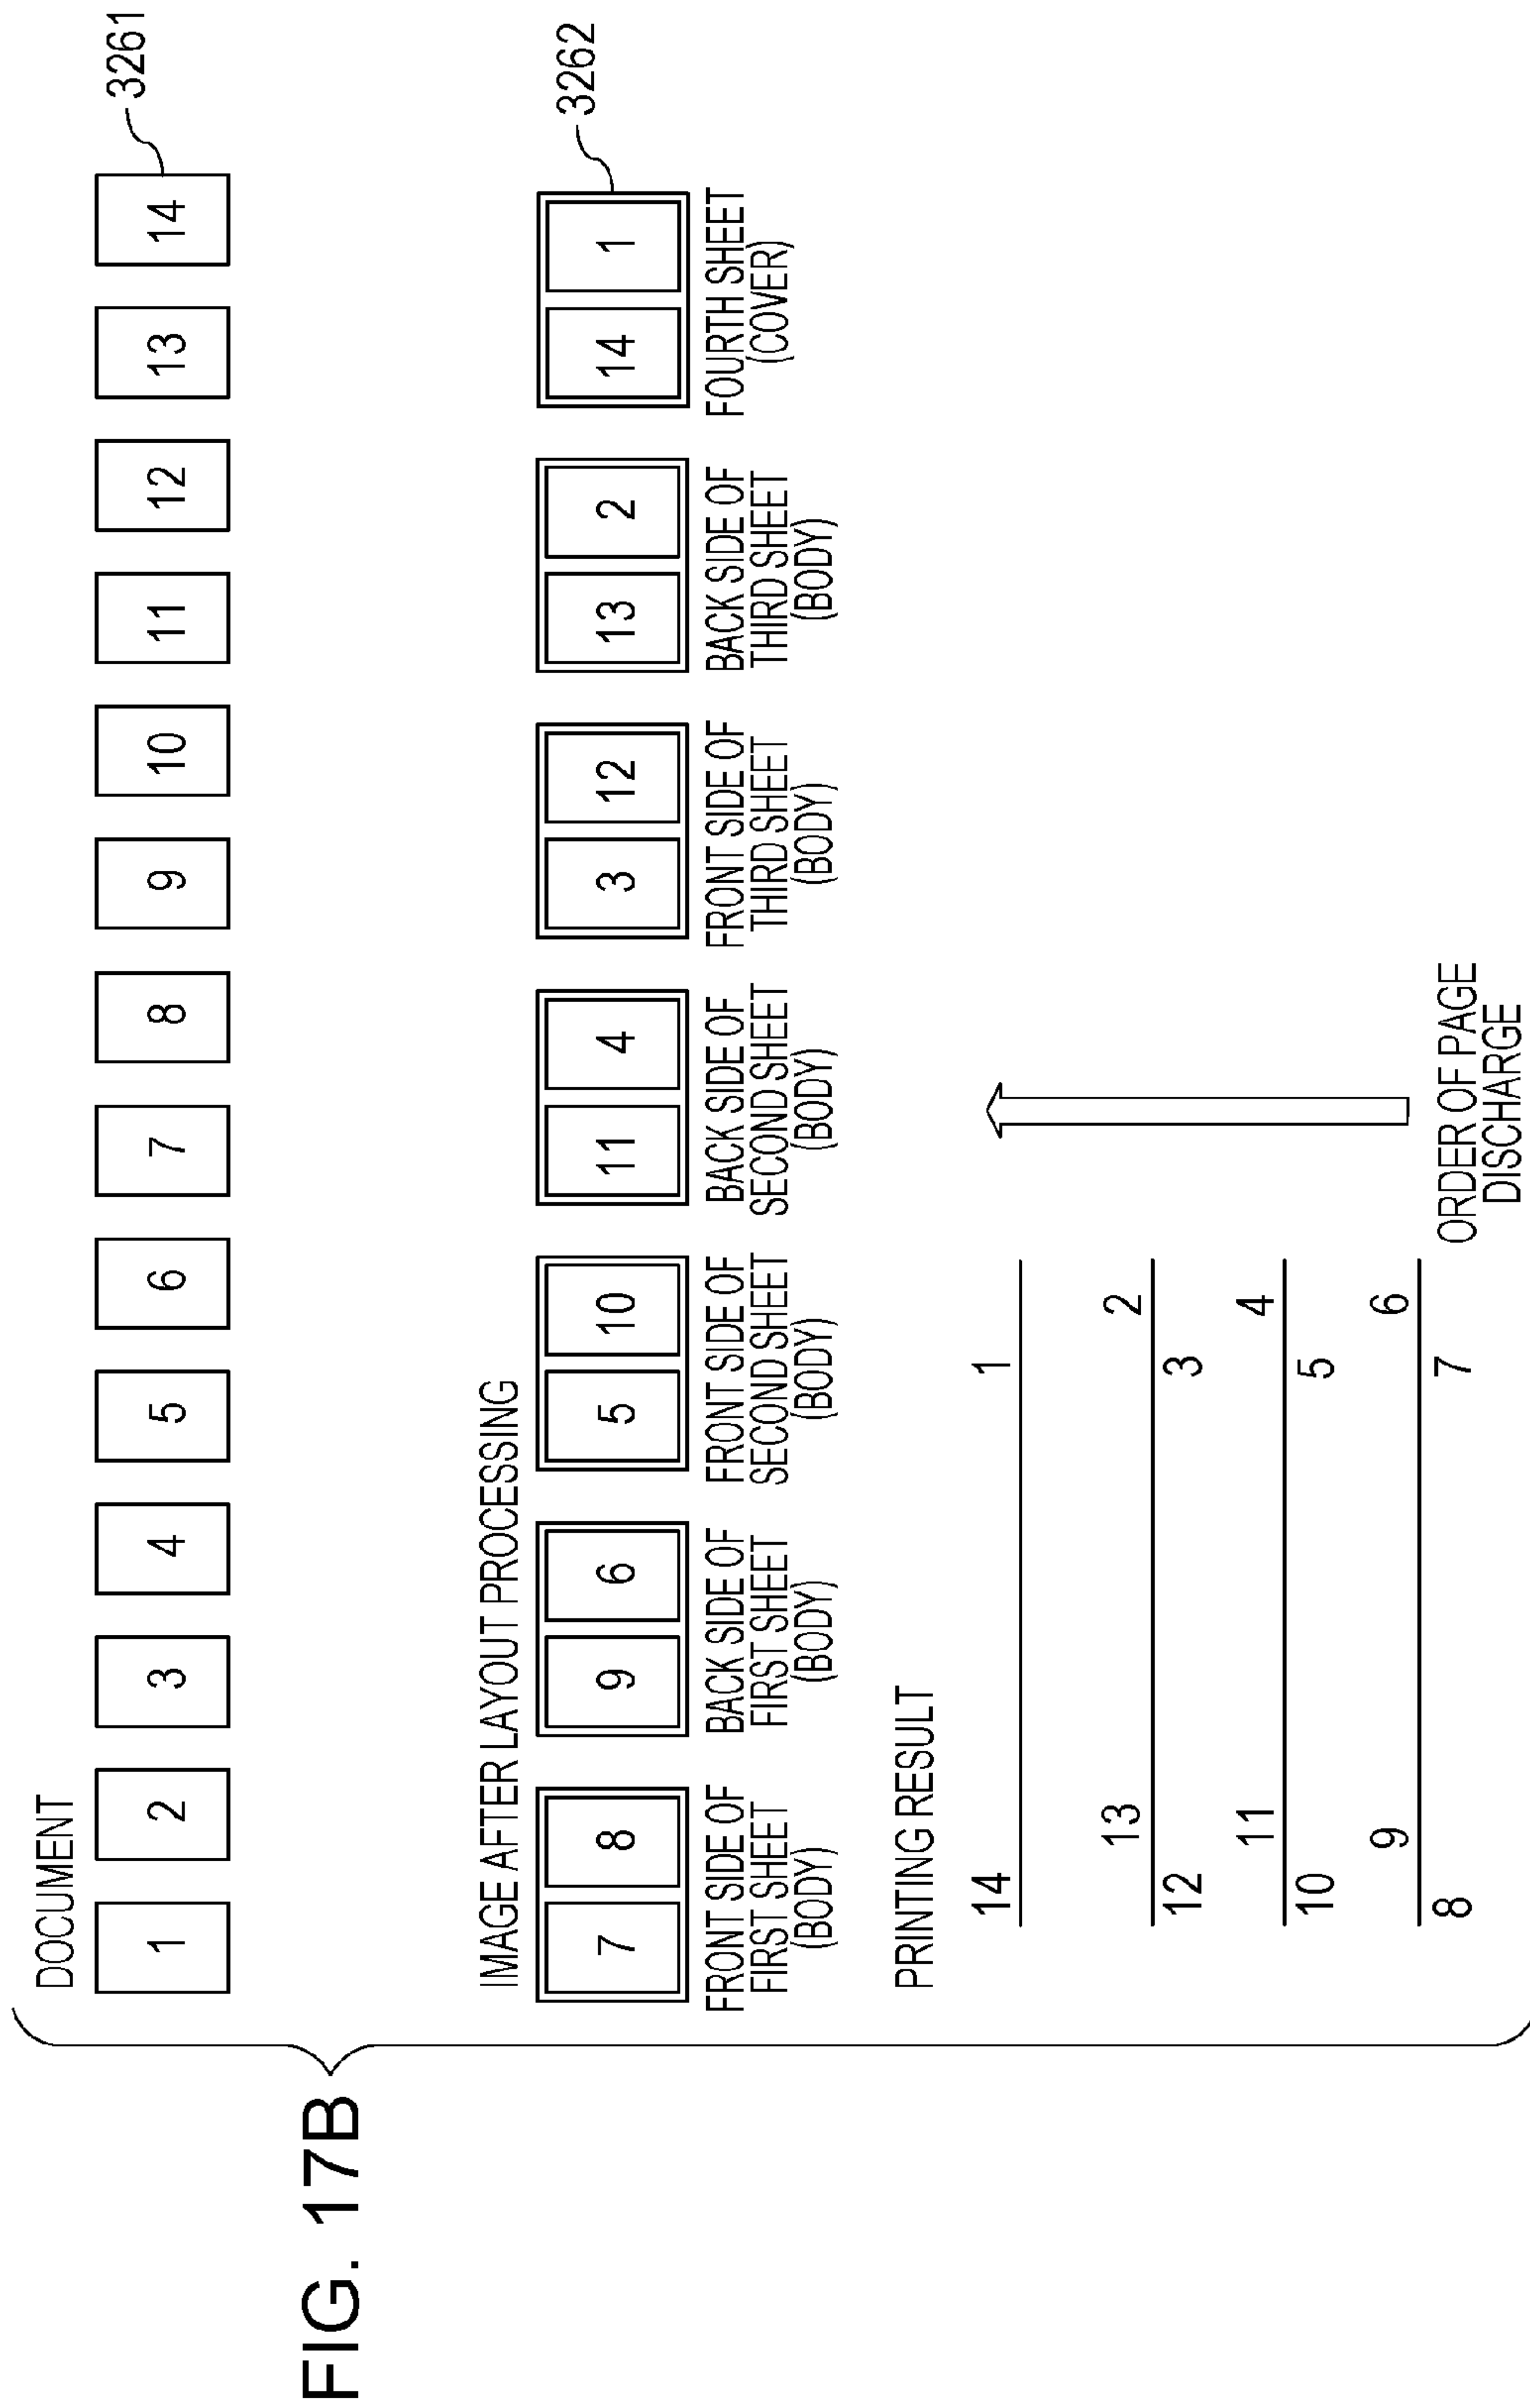 FIG. 17B
DOCUMENT
1 2 3 4 5 6 7 8 9 10 11 12 13 14
3261
IMAGE AFTER LAYOUT PROCESSING
7 8 9 6 5 10 11 4 3 12 13 2 14 1
3262
FRONT SIDE OF
FIRST SHEET
(BODY)
BACK SIDE OF
FIRST SHEET
(BODY)
FRONT SIDE OF
SECOND SHEET
(BODY)
BACK SIDE OF
SECOND SHEET
(BODY)
FRONT SIDE OF
THIRD SHEET
(BODY)
BACK SIDE OF
THIRD SHEET
(BODY)
FOURTH SHEET
(COVER)
PRINTING RESULT
14 1
13 2
12 3
11 4
10 5
9 6
8 7
ORDER OF PAGE
DISCHARGE